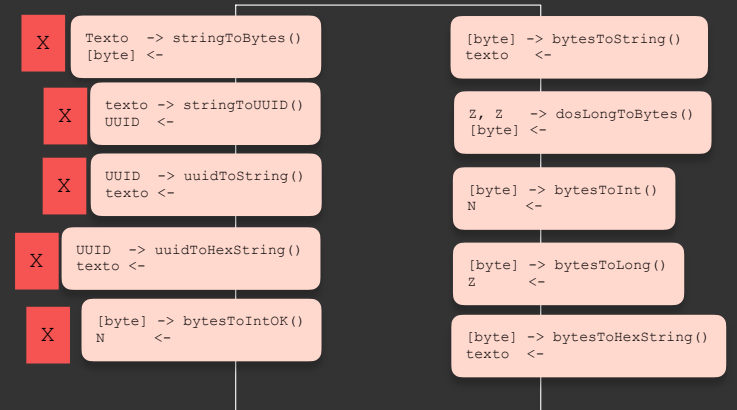 X
Texto  -> stringToBytes()
[byte] <-
X
texto -> stringToUUID()
UUID  <-
X
UUID  -> uuidToString()
texto <-
X
UUID  -> uuidToHexString()
texto <-
X
[byte] -> bytesToIntOK()
N      <-
[byte] -> bytesToString()
texto   <-
Z, Z   -> dosLongToBytes()
[byte] <-
[byte] -> bytesToInt()
N      <-
[byte] -> bytesToLong()
Z      <-
[byte] -> bytesToHexString()
texto  <-